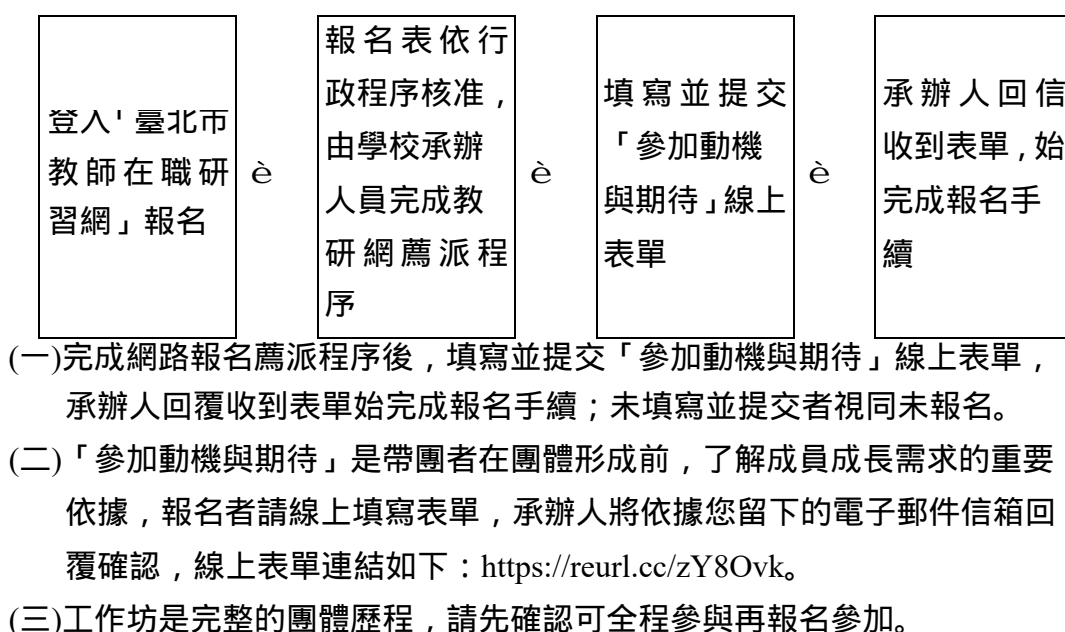 登入「臺北市
教師在職研
習網」報名
è
報名表依行
政程序核准，
由學校承辦
人員完成教
研網薦派程
序
è
填寫並提交
「參加動機
與期待」線上
表單
è
承辦人回信
收到表單，始
完成報名手
續
(一)完成網路報名薦派程序後，填寫並提交「參加動機與期待」線上表單，
承辦人回覆收到表單始完成報名手續；未填寫並提交者視同未報名。
(二)「參加動機與期待」是帶團者在團體形成前，了解成員成長需求的重要
依據，報名者請線上填寫表單，承辦人將依據您留下的電子郵件信箱回
覆確認，線上表單連結如下：https://reurl.cc/zY8Ovk。
(三)工作坊是完整的團體歷程，請先確認可全程參與再報名參加。